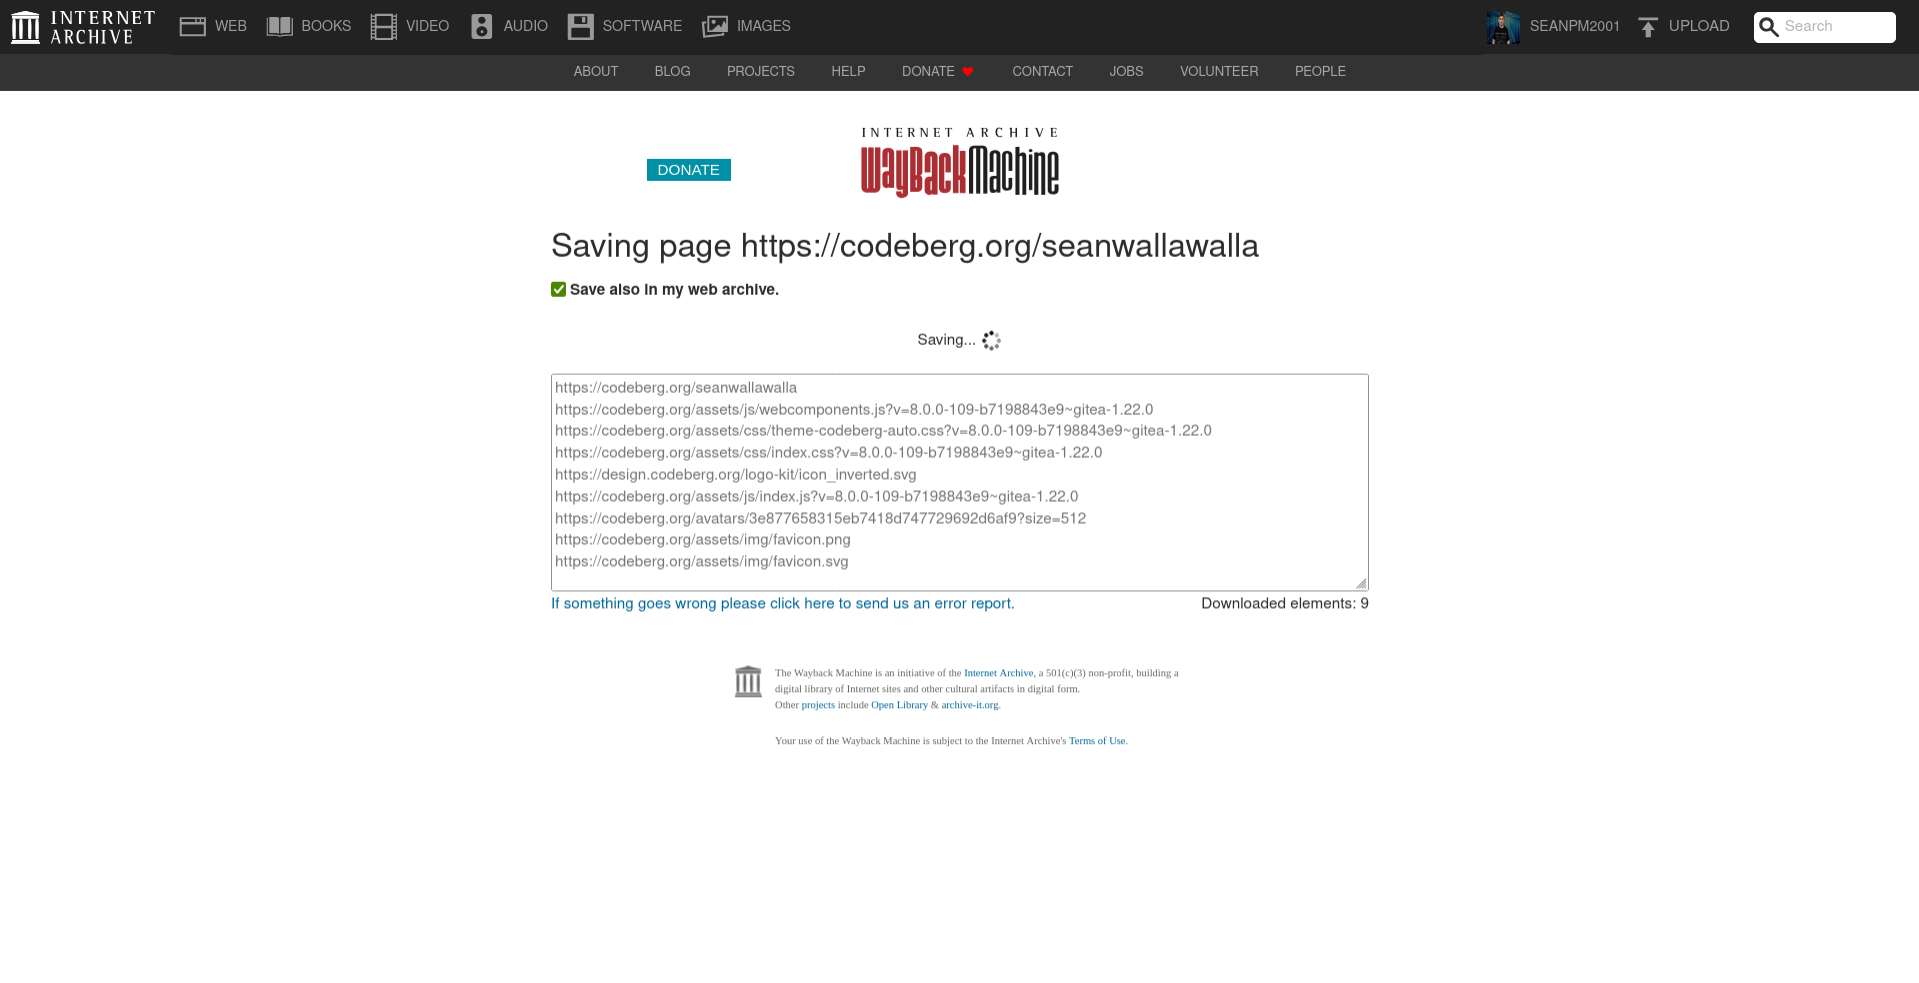 INTERNET ARCHIVE
WEB BOOKS VIDEO AUDIO SOFTWARE IMAGES SEANPM2001 UPLOAD Search
ABOUT BLOG PROJECTS HELP DONATE CONTACT JOBS VOLUNTEER PEOPLE
INTERNET ARCHIVE
DONATE
WayBackMachine
Saving page https://codeberg.org/seanwallawalla
Save also in my web archive.
Saving...
https://codeberg.org/seanwallawalla
https://codeberg.org/assets/js/webcomponents.js?v=8.0.0-109-b7198843e9~gitea-1.22.0
https://codeberg.org/assets/css/theme-codeberg-auto.css?v=8.0.0-109-b7198843e9~gitea-1.22.0
https://codeberg.org/assets/css/index.css?v=8.0.0-109-b7198843e9~gitea-1.22.0
https://design.codeberg.org/logo-kit/icon_inverted.svg
https://codeberg.org/assets/js/index.js?v=8.0.0-109-b7198843e9~gitea-1.22.0
https://codeberg.org/avatars/3e877658315eb7418d747729692d6af9?size=512
https://codeberg.org/assets/img/favicon.png
https://codeberg.org/assets/img/favicon.svg
If something goes wrong please click here to send us an error report. Downloaded elements: 9
The Wayback Machine is an initiative of the Internet Archive, a 501(c)(3) non-profit, building a
digital library of Internet sites and other cultural artifacts in digital form.
Other projects include Open Library & archive-it.org.
Your use of the Wayback Machine is subject to the Internet Archive's Terms of Use.